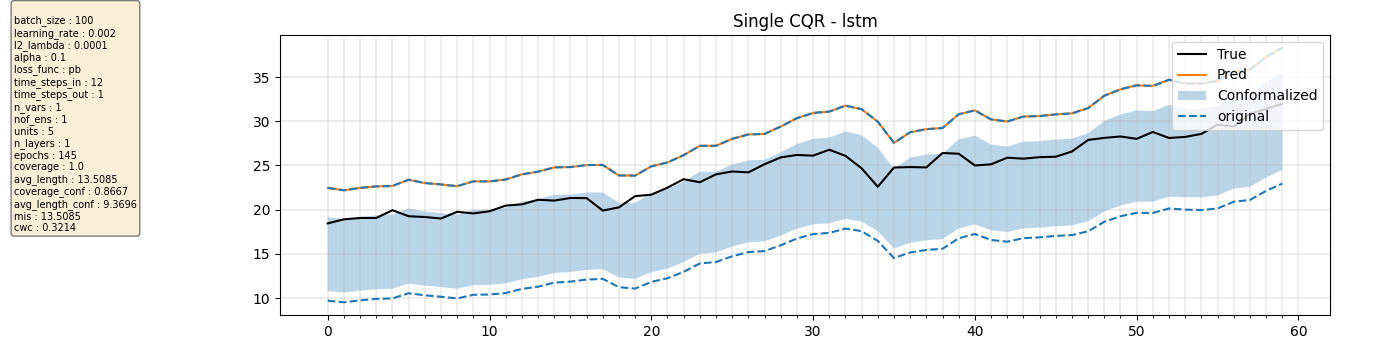 batch_size : 100
learning_rate : 0.002
l2_lambda : 0.0001
alpha : 0.1
loss_func : pb
time_steps_in : 12
time_steps_out : 1
n_vars : 1
nof_ens : 1
units : 5
n_layers : 1
epochs : 145
coverage : 1.0
avg_length : 13.5085
coverage_conf : 0.8667
avg_length_conf : 9.3696
mis : 13.5085
cwc : 0.3214
Single CQR - lstm
True
Pred
Conformalized
original
35
30
25
20
15
10
0 10 20 30 40 50 60